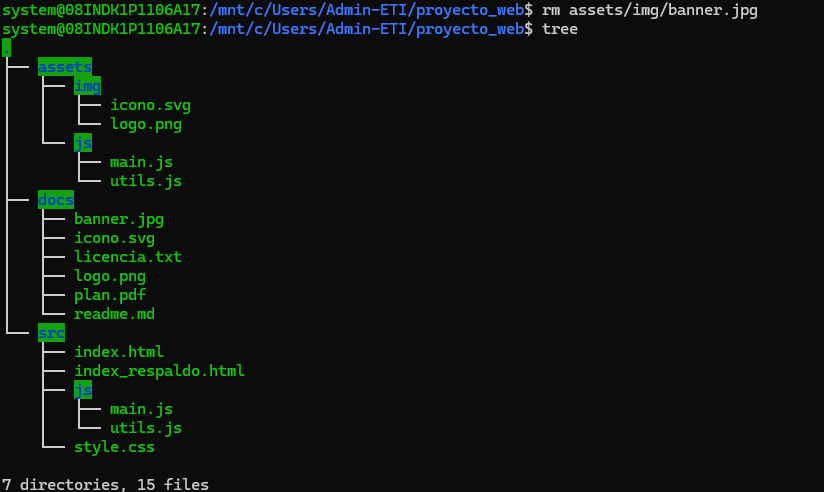 system@08INDK1P1106A17:/mnt/c/Users/Admin-ETI/proyecto_web$ rm assets/img/banner.jpg
system@08INDK1P1106A17:/mnt/c/Users/Admin-ETI/proyecto_web$ tree
.
├── assets
│   ├── img
│   │   ├── icono.svg
│   │   └── logo.png
│   └── js
│       ├── main.js
│       └── utils.js
├── docs
│   ├── banner.jpg
│   ├── icono.svg
│   ├── licencia.txt
│   ├── logo.png
│   ├── plan.pdf
│   └── readme.md
└── src
    ├── index.html
    ├── index_respaldo.html
    ├── js
    │   ├── main.js
    │   └── utils.js
    └── style.css
7 directories, 15 files